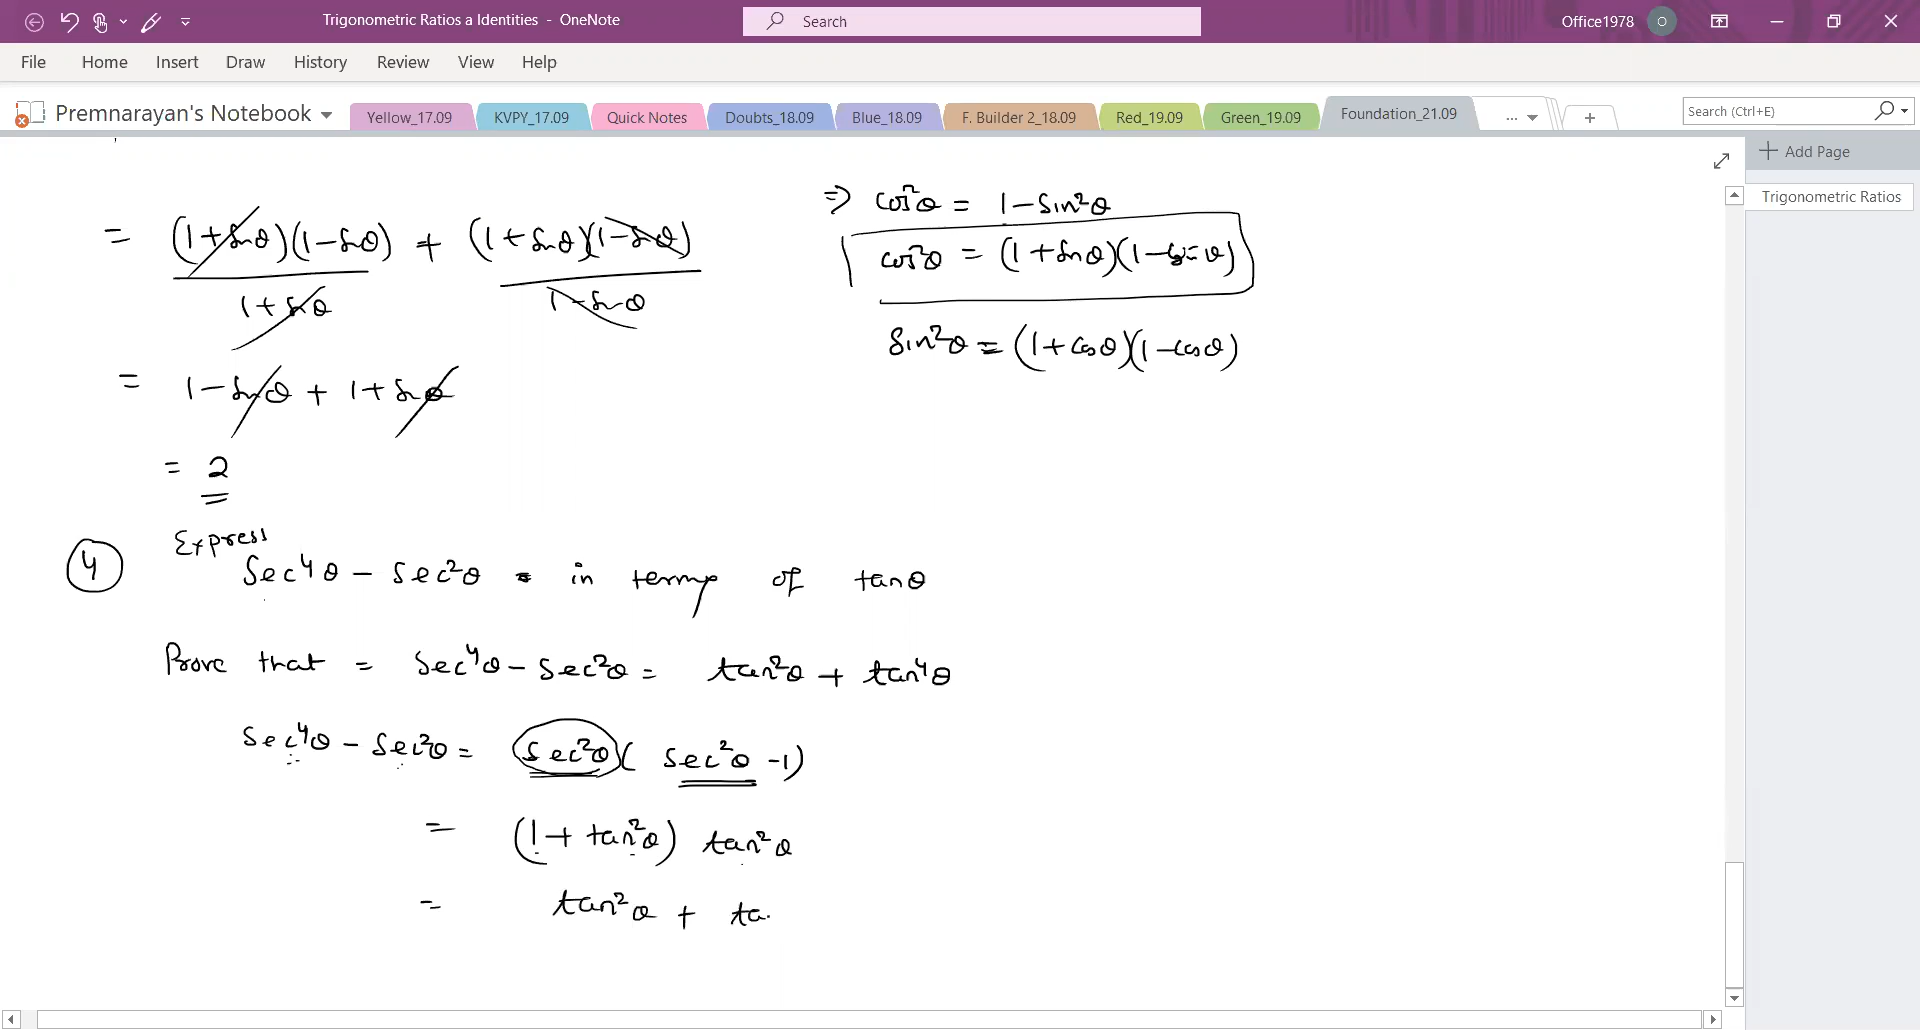 Trigonometric Ratios a Identities - OneNote
Search
Office1978
O
File Home Insert Draw History Review View Help
Premnarayan's Notebook
Yellow_17.09 KVPY_17.09 Quick Notes Doubts_18.09 Blue_18.09 F. Builder 2_18.09 Red_19.09 Green_19.09 Foundation_21.09 ... +
Search (Ctrl+E)
+ Add Page
Trigonometric Ratios
= (1+sinθ)(1-sinθ) + (1+sinθ)(1-sinθ)
1+sinθ 1-sinθ
= 1-sinθ + 1+sinθ
= 2
⇒ cos²θ = 1-sin²θ
cos²θ = (1+sinθ)(1-sinθ)
sin²θ = (1+cosθ)(1-cosθ)
4
Express
sec⁴θ - sec²θ = in terms of tanθ
Prove that = sec⁴θ - sec²θ = tan²θ + tan⁴θ
sec⁴θ - sec²θ = sec²θ( sec²θ -1)
= (1+tan²θ) tan²θ
= tan²θ + ta